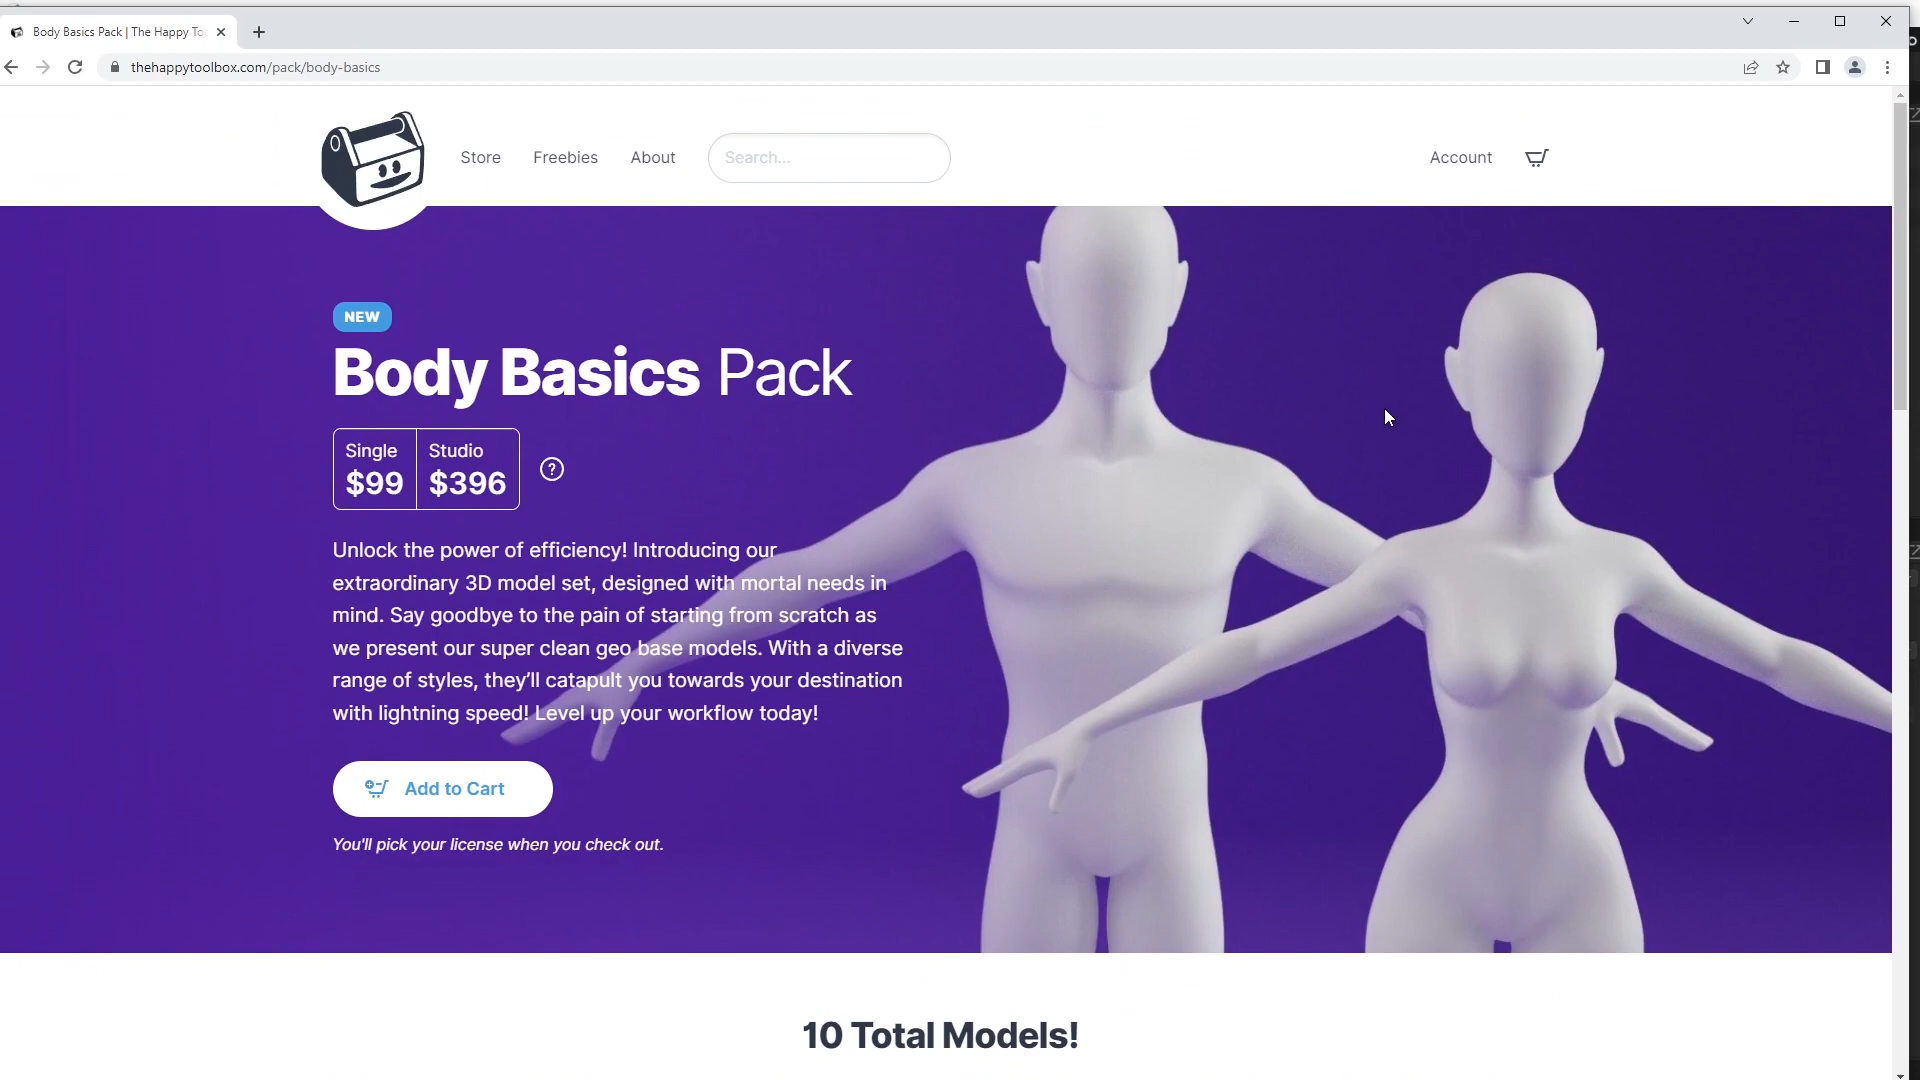 Body Basics Pack | The Happy Too
thehappytoolbox.com/pack/body-basics
Store
Freebies
About
Search...
Account
NEW
Body Basics Pack
Single
Studio
$99
$396
?
Unlock the power of efficiency! Introducing our
extraordinary 3D model set, designed with mortal needs in
mind. Say goodbye to the pain of starting from scratch as
we present our super clean geo base models. With a diverse
range of styles, they’ll catapult you towards your destination
with lightning speed! Level up your workflow today!
Add to Cart
You'll pick your license when you check out.
10 Total Models!